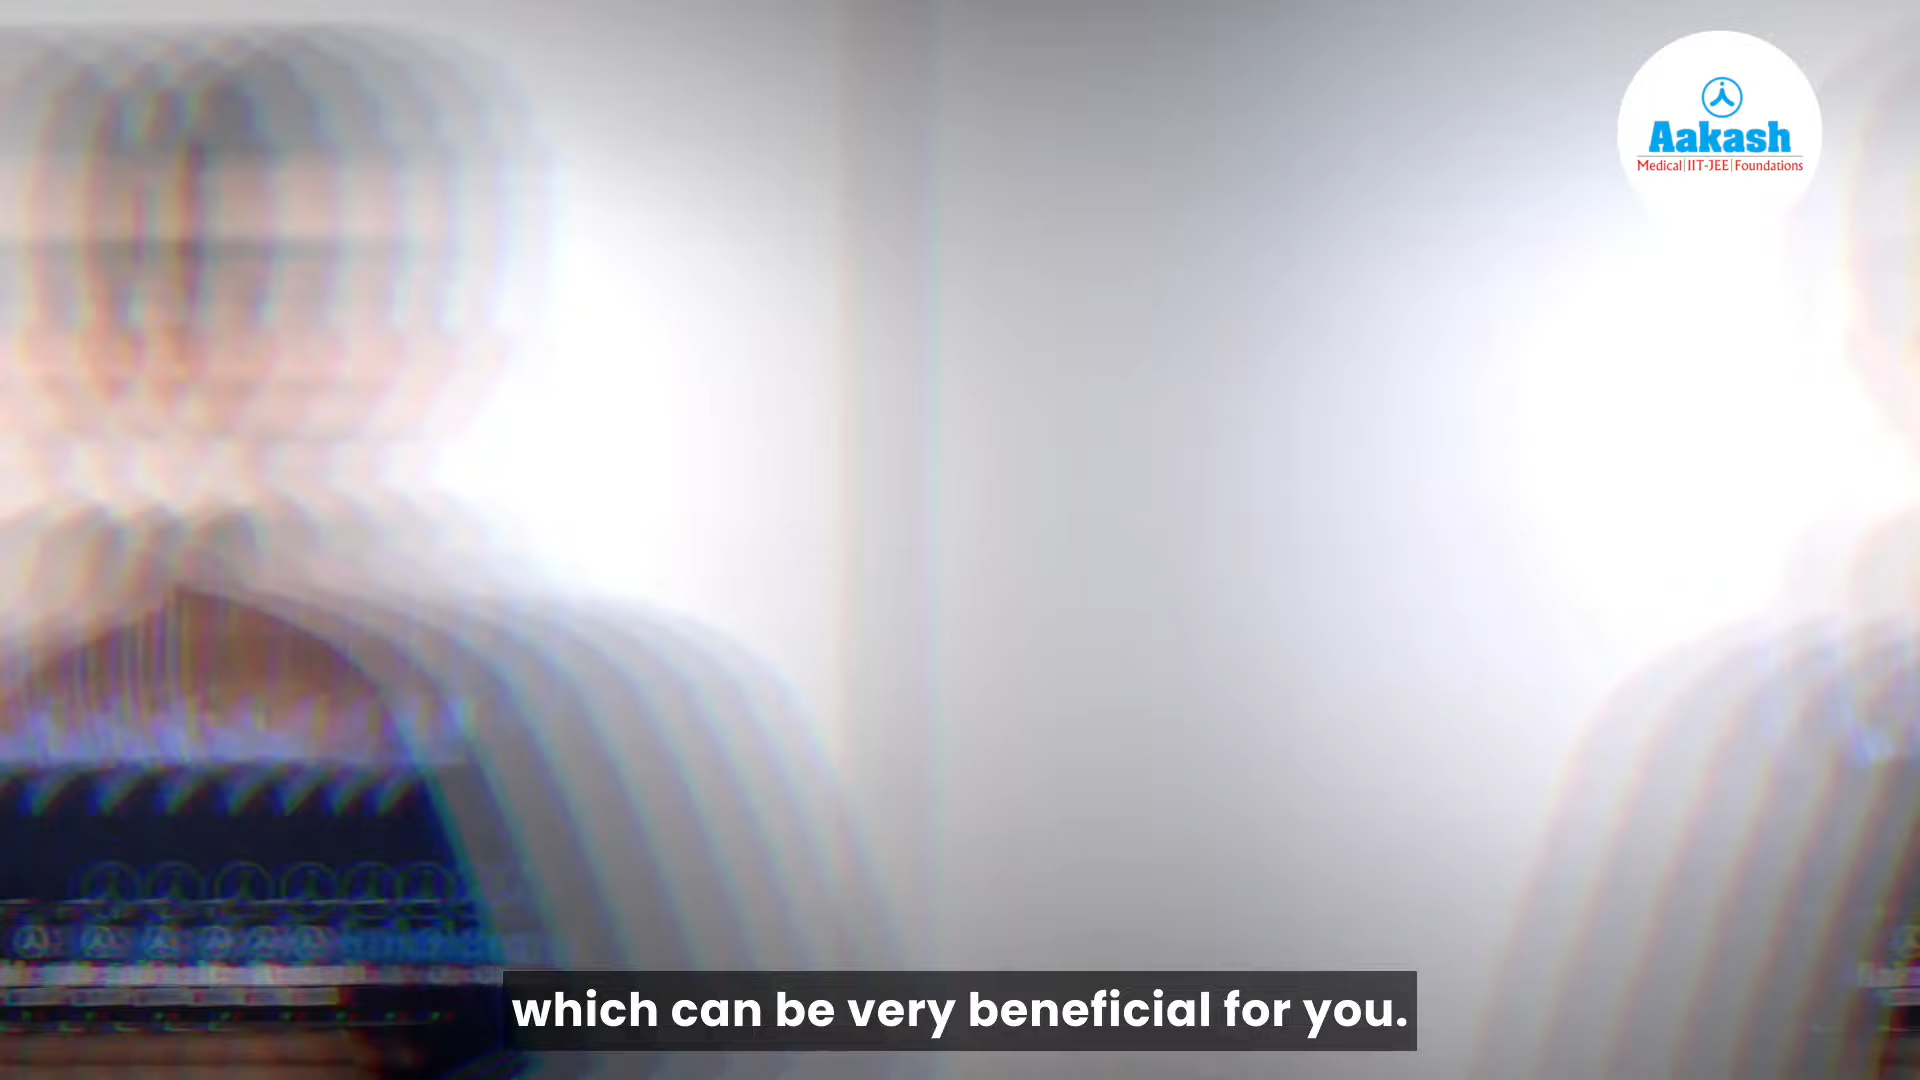 Aakash
Medical|IIT-JEE|Foundations
which can be very beneficial for you.